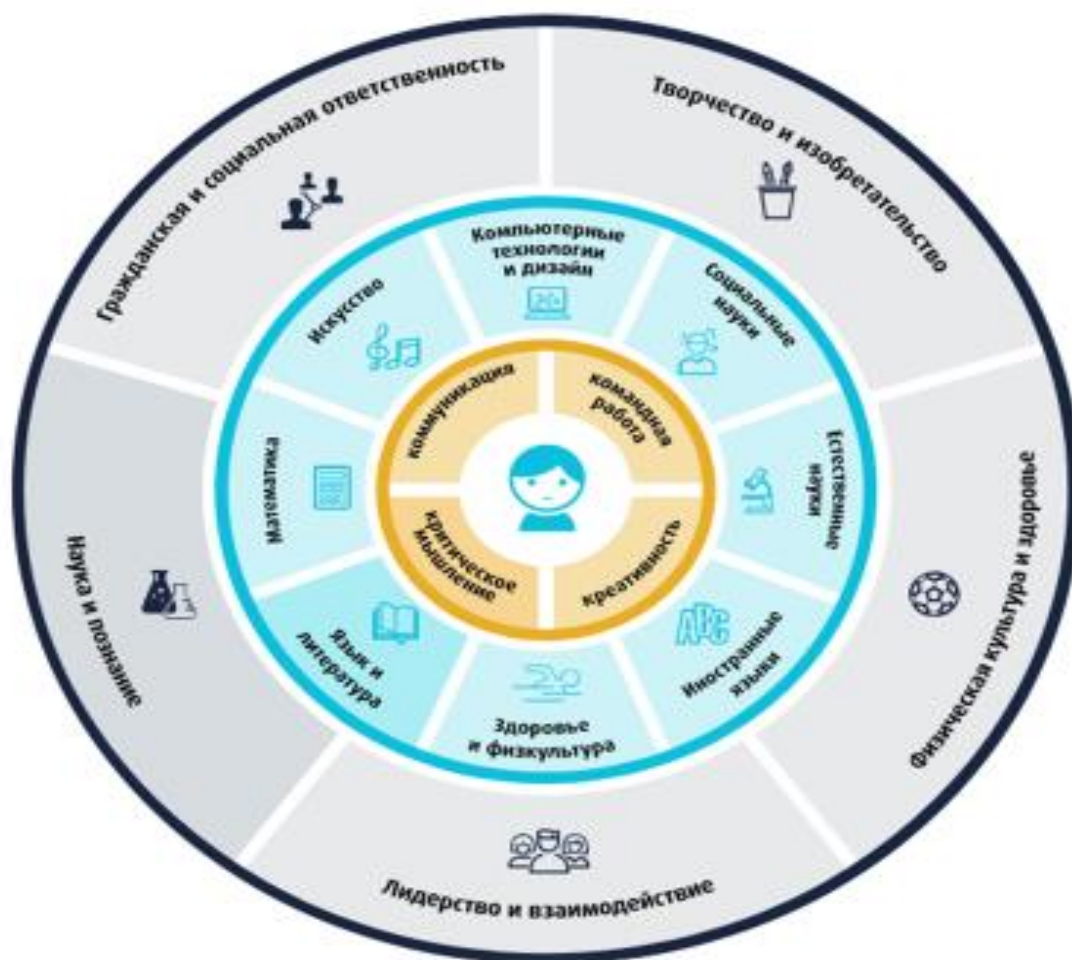 Гражданская и социальная ответственность
Творчество и изобретательство
Физическая культура и здоровье
Лидерство и взаимодействие
Наука и познание
Компьютерные
технологии
и дизайн
Социальные
науки
Естественные
науки
Иностранные
языки
Здоровье
и физкультура
Язык и
литература
Математика
Искусство
коммуникация
командная
работа
креативность
критическое
мышление
ABC